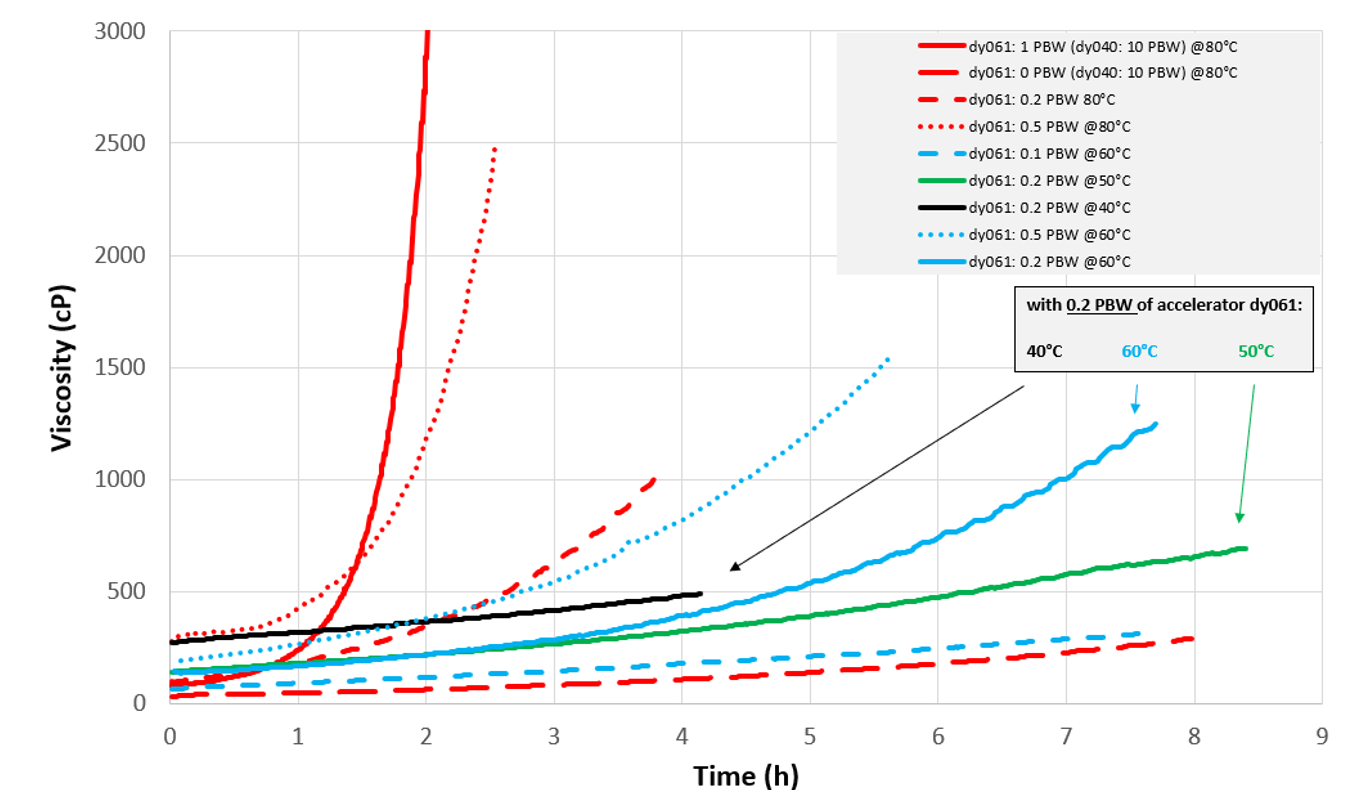 3000
2500
2000
1500
1000
500
0
Viscosity (cP)
dy061: 1 PBW (dy040: 10 PBW) @80°C
dy061: 0 PBW (dy040: 10 PBW) @80°C
dy061: 0.2 PBW 80°C
dy061: 0.5 PBW @80°C
dy061: 0.1 PBW @60°C
dy061: 0.2 PBW @50°C
dy061: 0.2 PBW @40°C
dy061: 0.5 PBW @60°C
dy061: 0.2 PBW @60°C
with 0.2 PBW of accelerator dy061:
40°C 60°C 50°C
0 1 2 3 4 5 6 7 8 9
Time (h)